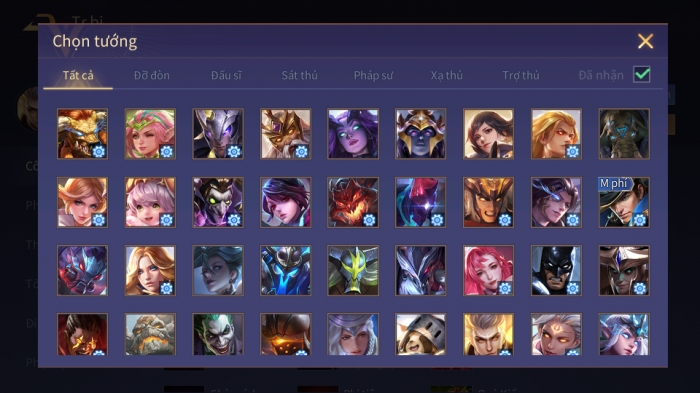 Chọn tướng
Tất cả Đỡ đòn Đấu sĩ Sát thủ Pháp sư Xạ thủ Trợ thủ Đã nhận
M phí